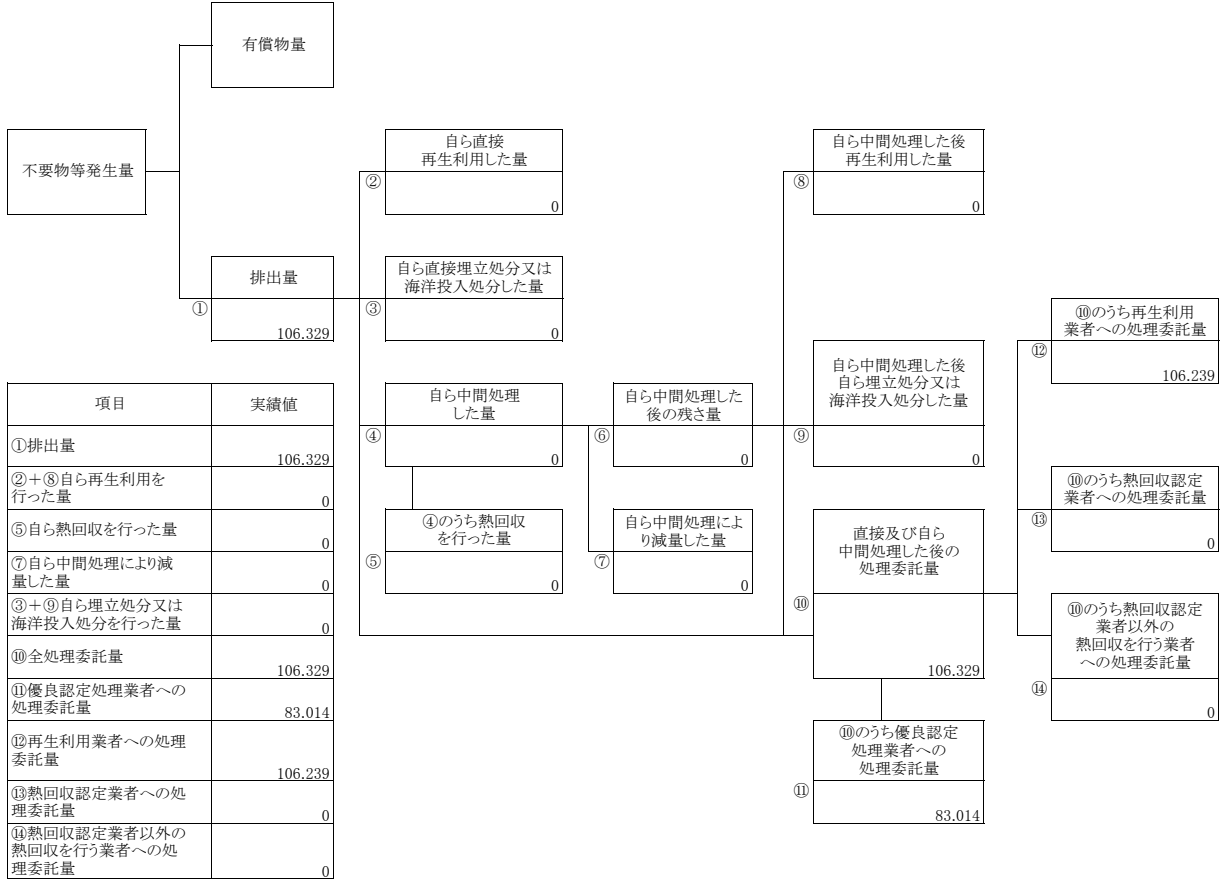 有償物量
不要物等発生量
自ら直接
再生利用した量
②
0
自ら中間処理した後
再生利用した量
⑧
0
排出量
①
106.329
自ら直接埋立処分又は
海洋投入処分した量
③
0
⑩のうち再生利用
業者への処理委託量
⑫
106.239
自ら中間処理
した量
④
0
自ら中間処理した
後の残さ量
⑥
0
自ら中間処理した後
自ら埋立処分又は
海洋投入処分した量
⑨
0
⑩のうち熱回収認定
業者への処理委託量
⑬
0
④のうち熱回収
を行った量
⑤
0
自ら中間処理によ
り減量した量
⑦
0
直接及び自ら
中間処理した後の
処理委託量
⑩
106.329
⑩のうち熱回収認定
業者以外の
熱回収を行う業者
への処理委託量
⑭
0
⑩のうち優良認定
処理業者への
処理委託量
⑪
83.014
項目
実績値
①排出量
106.329
②＋⑧自ら再生利用を
行った量
0
⑤自ら熱回収を行った量
0
⑦自ら中間処理により減
量した量
0
③＋⑨自ら埋立処分又は
海洋投入処分を行った量
0
⑩全処理委託量
106.329
⑪優良認定処理業者への
処理委託量
83.014
⑫再生利用業者への処理
委託量
106.239
⑬熱回収認定業者への処
理委託量
0
⑭熱回収認定業者以外の
熱回収を行う業者への処
理委託量
0